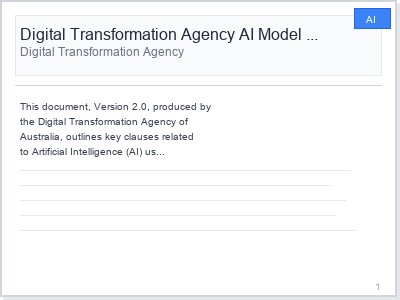 AI
Digital Transformation Agency AI Model ...
Digital Transformation Agency
This document, Version 2.0, produced by
the Digital Transformation Agency of
Australia, outlines key clauses related
to Artificial Intelligence (AI) us...
1